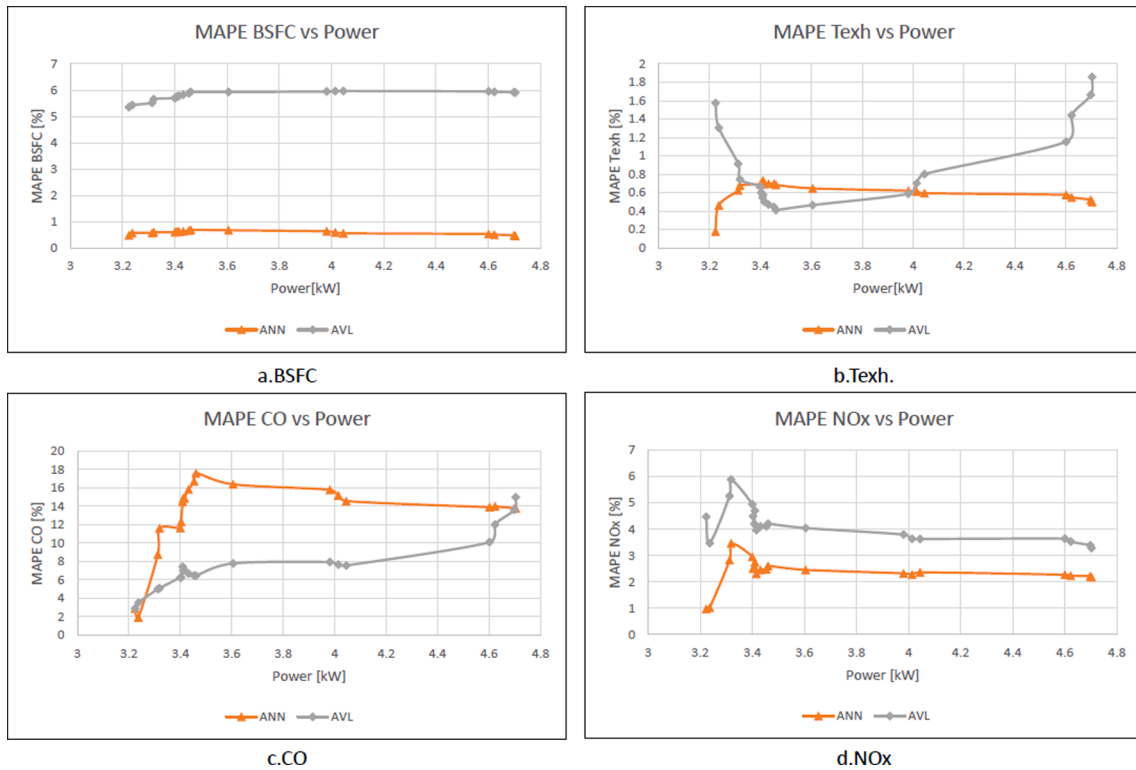 MAPE BSFC vs Power
7
6
5
4
3
2
1
0
MAPE BSFC [%]
3 3.2 3.4 3.6 3.8 4 4.2 4.4 4.6 4.8
Power[kW]
ANN AVL
a.BSFC
MAPE Texh vs Power
2
1.8
1.6
1.4
1.2
1
0.8
0.6
0.4
0.2
0
MAPE Texh [%]
3 3.2 3.4 3.6 3.8 4 4.2 4.4 4.6 4.8
Power[kW]
ANN AVL
b.Texh.
MAPE CO vs Power
20
18
16
14
12
10
8
6
4
2
0
MAPE CO [%]
3 3.2 3.4 3.6 3.8 4 4.2 4.4 4.6 4.8
Power [kW]
ANN AVL
c.CO
MAPE NOx vs Power
7
6
5
4
3
2
1
0
MAPE NOx [%]
3 3.2 3.4 3.6 3.8 4 4.2 4.4 4.6 4.8
Power [kW]
ANN AVL
d.NOx